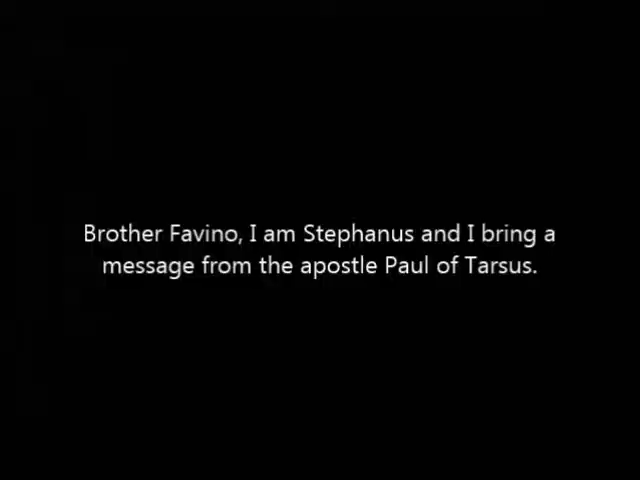 Brother Favino, I am Stephanus and I bring a
message from the apostle Paul of Tarsus.